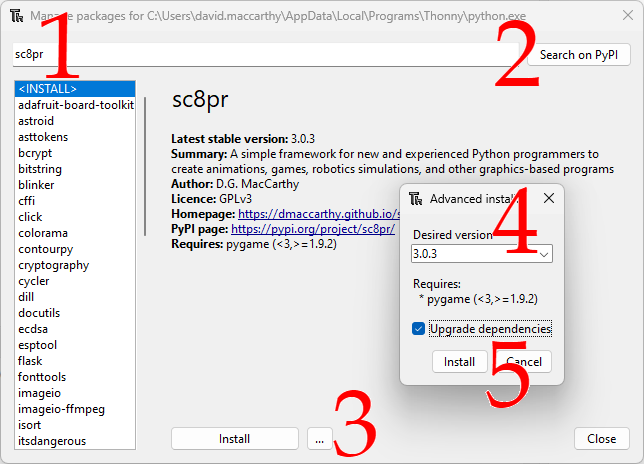 Manage packages for C:\Users\david.maccarthy\AppData\Local\Programs\Thonny\python.exe
1
2
sc8pr
Search on PyPI
<INSTALL>
adafruit-board-toolkit
astroid
asttokens
bcrypt
bitstring
blinker
cffi
click
colorama
contourpy
cryptography
cycler
dill
docutils
ecdsa
esptool
flask
fonttools
imageio
imageio-ffmpeg
isort
itsdangerous
sc8pr
Latest stable version: 3.0.3
Summary: A simple framework for new and experienced Python programmers to
create animations, games, robotics simulations, and other graphics-based programs
Author: D.G. MacCarthy
Licence: GPLv3
Homepage: https://dmaccarthy.github.io/s
PyPI page: https://pypi.org/project/sc8pr/
Requires: pygame (<3,>=1.9.2)
Advanced install
4
Desired version
3.0.3
Requires:
* pygame (<3,>=1.9.2)
Upgrade dependencies
Install
Cancel
5
Install
...
3
Close